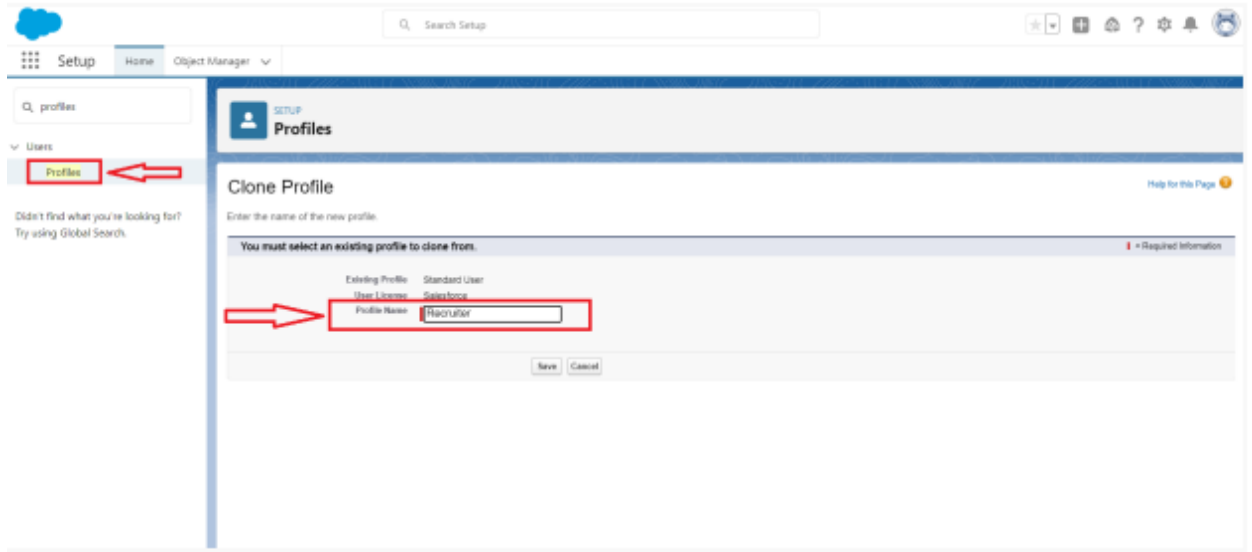 Search Setup
Setup Home Object Manager
profiles
SETUP
Profiles
Users
Profiles
Didn't find what you're looking for?
Try using Global Search.
Clone Profile
Help for this Page
Enter the name of the new profile.
You must select an existing profile to clone from.
= Required Information
Existing Profile Standard User
User License Salesforce
Profile Name Recruiter
Save Cancel